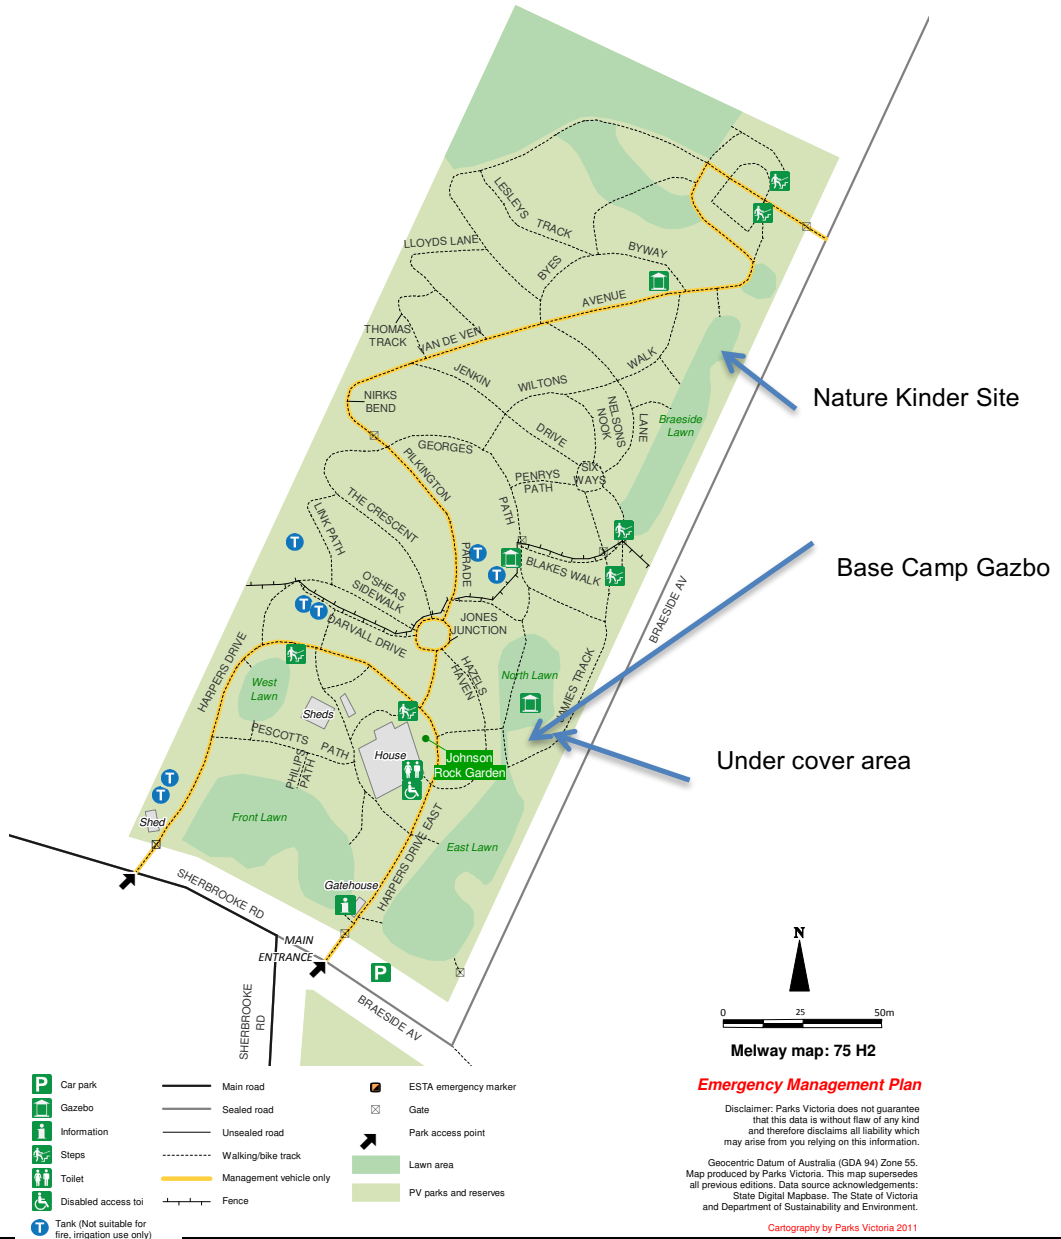 LESLEYS
TRACK
LLOYDS LANE
BYWAY
BYES
AVENUE
THOMAS
TRACK
VAN DE VEN
JENKIN
WILTONS
WALK
NIRKS
BEND
NELSONS
NOOK
LANE
Nature Kinder Site
Braeside
Lawn
DRIVE
GEORGES
PILKINGTON
SIX
WAYS
PENRYS
PATH
THE CRESCENT
PATH
LINK PATH
T
T
T
PARADE
BLAKES WALK
Base Camp Gazbo
O'SHEAS
SIDEWALK
T
T
DARVALL DRIVE
JONES
JUNCTION
BRAESIDE AV
HARPERS DRIVE
HAZELS
HAVEN
North Lawn
JAMIES TRACK
West
Lawn
Sheds
PESCOTTS PATH
House
Johnson
Rock Garden
Under cover area
PHILIPS
PATH
T
T
Shed
Front Lawn
East Lawn
HARPERS DRIVE EAST
SHERBROOKE RD
Gatehouse
MAIN
ENTRANCE
P
SHERBROOKE
RD
BRAESIDE AV
N
0 25 50m
Melway map: 75 H2
Emergency Management Plan
Disclaimer: Parks Victoria does not guarantee
that this data is without flaw of any kind
and therefore disclaims all liability which
may arise from you relying on this information.
Geocentric Datum of Australia (GDA 94) Zone 55.
Map produced by Parks Victoria. This map supersedes
all previous editions. Data source acknowledgements:
State Digital Mapbase. The State of Victoria
and Department of Sustainability and Environment.
Cartography by Parks Victoria 2011
P Car park
Gazebo
Information
Steps
Toilet
Disabled access toi
T Tank (Not suitable for
fire, irrigation use only)
Main road
Sealed road
Unsealed road
Walking/bike track
Management vehicle only
Fence
ESTA emergency marker
Gate
Park access point
Lawn area
PV parks and reserves